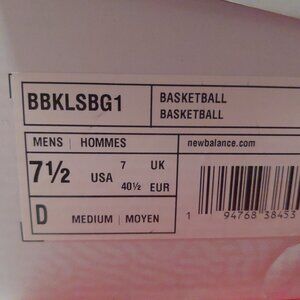 BBKLSBG1
BASKETBALL
BASKETBALL
MENS | HOMMES
newbalance.com
7½ USA
7 UK
40½ EUR
D MEDIUM | MOYEN
1 94768 38453